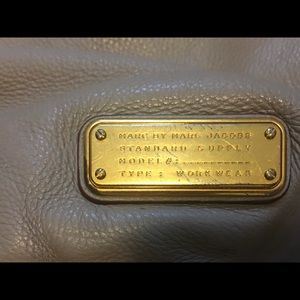 MARC BY MARC JACOBS
STANDARD SUPPLY
MODEL#:............
TYPE: WORKWEAR